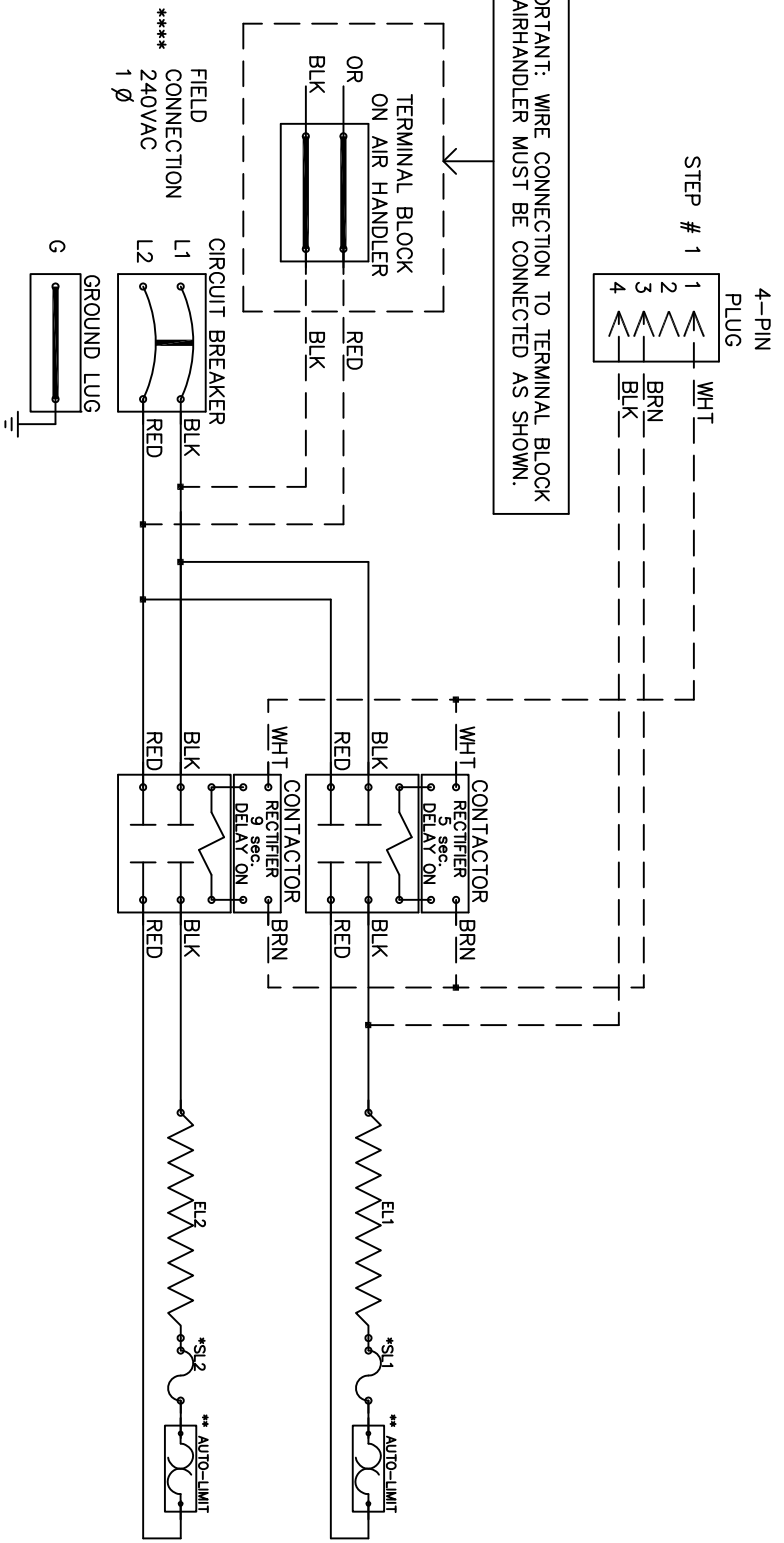 4-PIN
PLUG
STEP # 1
1
2
3
4
WHT
BRN
BLK
ORTANT: WIRE CONNECTION TO TERMINAL BLOCK
AIRHANDLER MUST BE CONNECTED AS SHOWN.
TERMINAL BLOCK
ON AIR HANDLER
OR
BLK
RED
BLK
FIELD
CONNECTION
240VAC
1 Ø
****
CIRCUIT BREAKER
L1
L2
BLK
RED
GROUND LUG
G
CONTACTOR
WHT
RECTIFIER
5 sec.
DELAY ON
BRN
BLK
RED
BLK
RED
CONTACTOR
WHT
RECTIFIER
9 sec.
DELAY ON
BRN
BLK
RED
BLK
RED
EL1
*SL1
** AUTO-LIMIT
EL2
*SL2
** AUTO-LIMIT